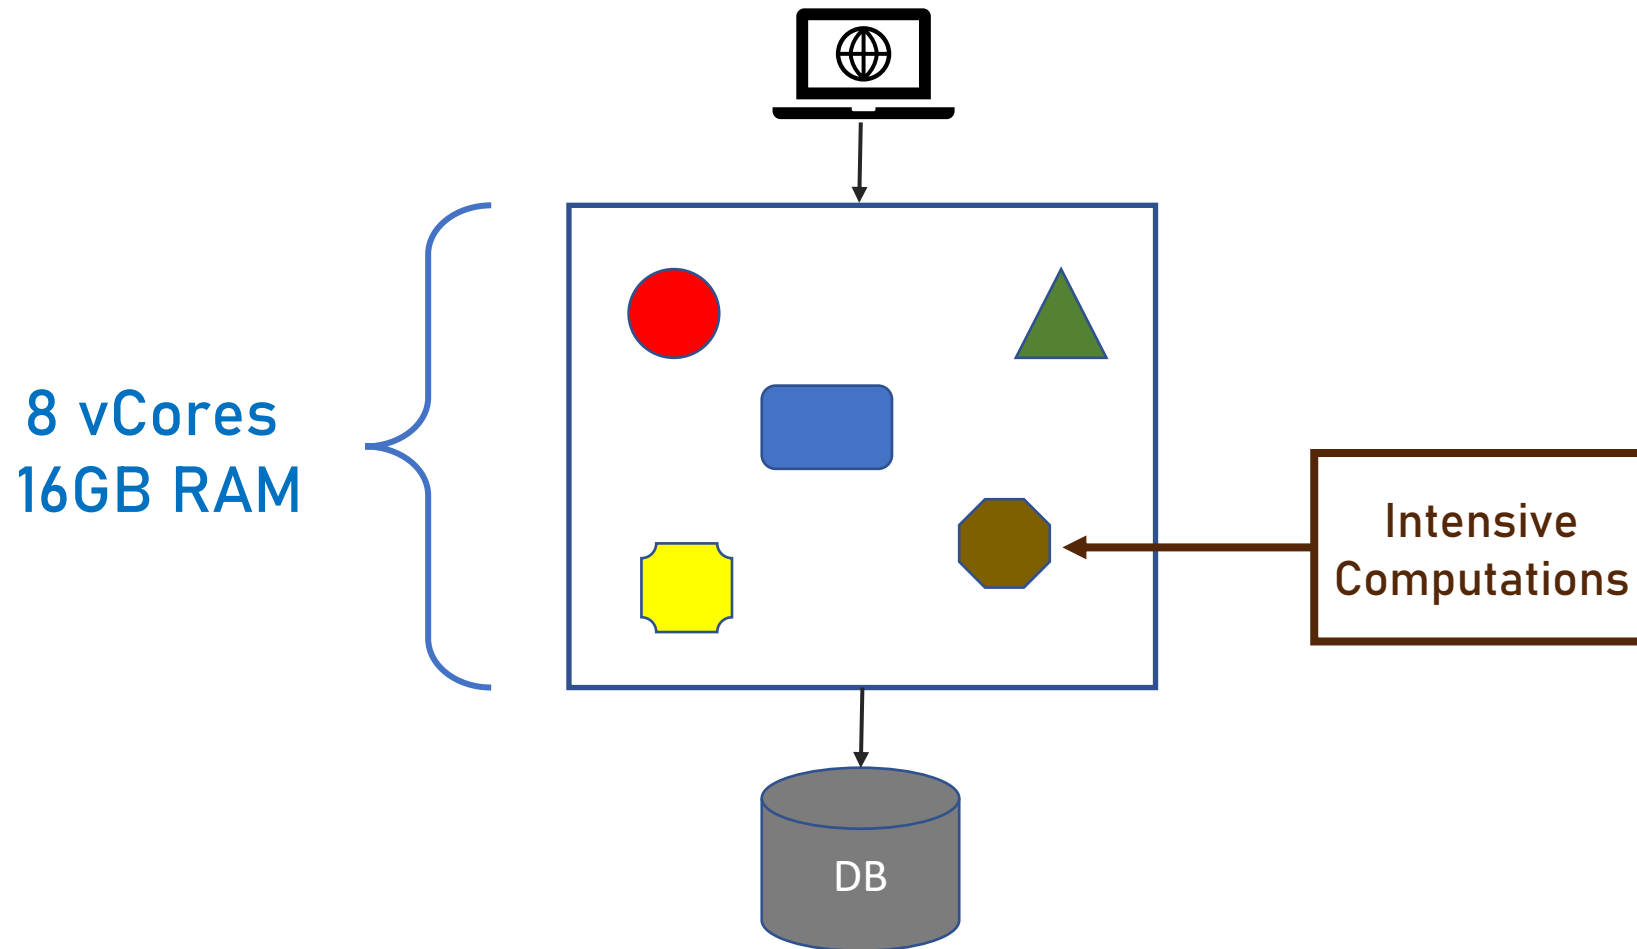 8 vCores
16GB RAM
Intensive
Computations
DB